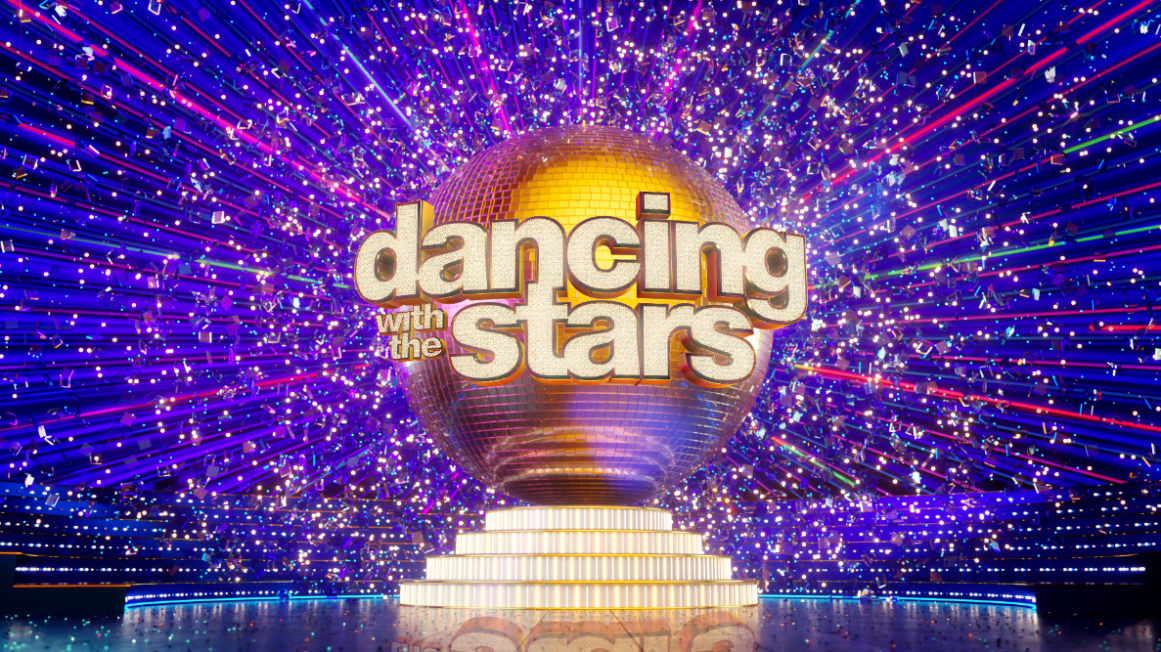 dancing
with
the
stars